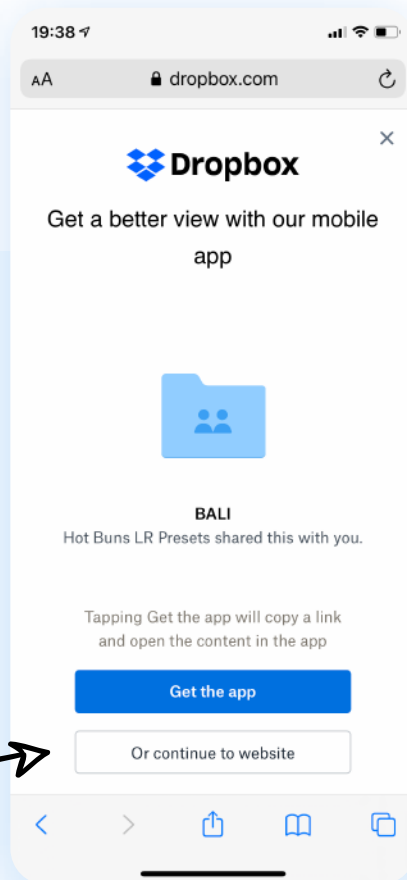 19:38
AA dropbox.com
Dropbox
Get a better view with our mobile
app
BALI
Hot Buns LR Presets shared this with you.
Tapping Get the app will copy a link
and open the content in the app
Get the app
Or continue to website